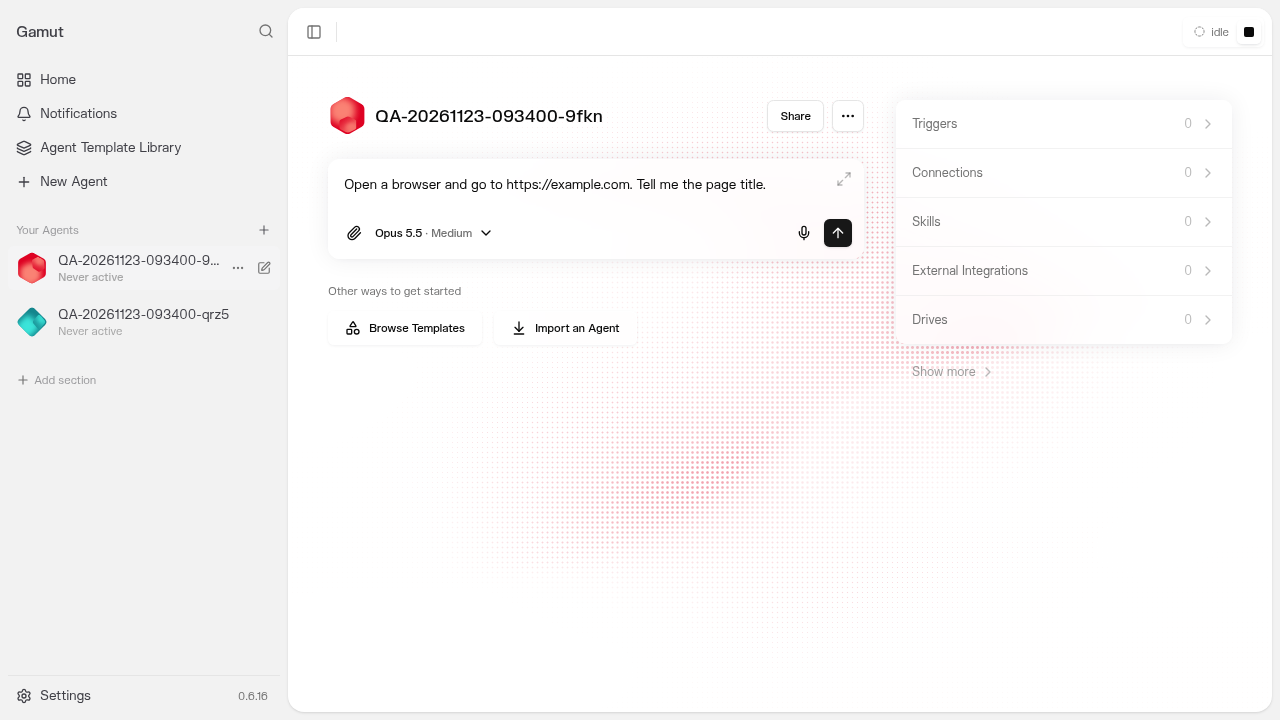 Gamut
Home
Notifications
Agent Template Library
New Agent
Your Agents
QA-20261123-093400-9...
Never active
QA-20261123-093400-qrz5
Never active
Add section
Settings
0.6.16
idle
QA-20261123-093400-9fkn
Share
Open a browser and go to https://example.com. Tell me the page title.
Opus 5.5 · Medium
Other ways to get started
Browse Templates
Import an Agent
Triggers 0
Connections 0
Skills 0
External Integrations 0
Drives 0
Show more